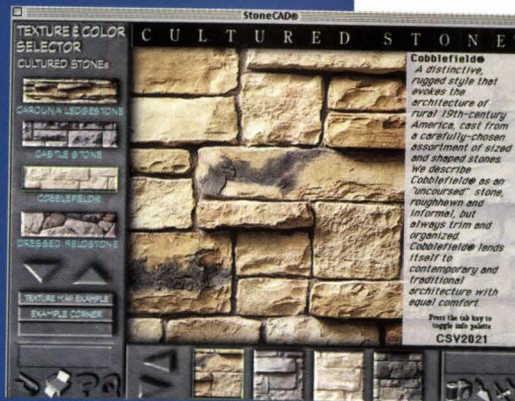 StoneCAD®
TEXTURE & COLOR
SELECTOR
CULTURED STONE®
CAROLINA LEDGESTONE
CASTLE STONE
COBBLEFIELD®
DRESSED FIELDSTONE
TEXTURE MAP EXAMPLE
EXAMPLE CORNER
CULTURED STONE
Cobblefield®
A distinctive,
rugged style that
evokes the
architecture of
rural 19th-century
America, cast from
a carefully-chosen
assortment of sized
and shaped stones.
We describe
Cobblefield® as an
"uncoursed" stone,
roughhewn and
informal, but
always trim and
organized.
Cobblefield® lends
itself to
contemporary and
traditional
architecture with
equal comfort.
Press the tab key to
toggle info palette
CSV2021